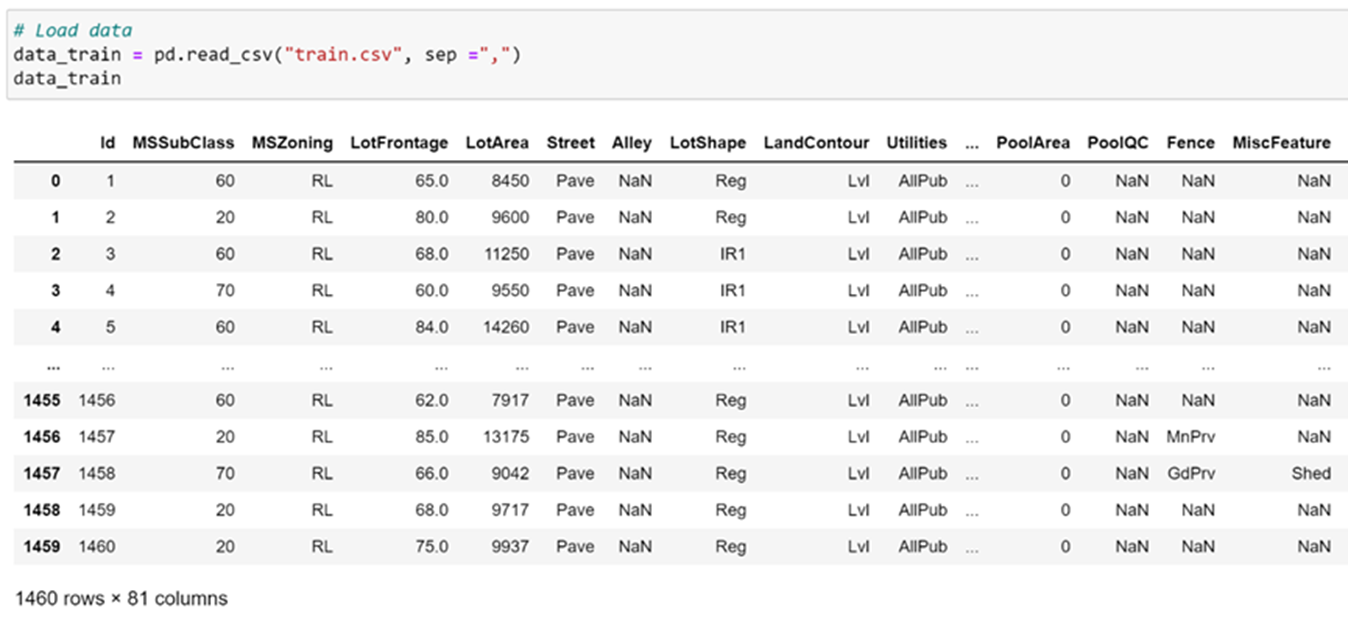 # Load data
data_train = pd.read_csv("train.csv", sep =",")
data_train
Id MSSubClass MSZoning LotFrontage LotArea Street Alley LotShape LandContour Utilities ... PoolArea PoolQC Fence MiscFeature
0 1 60 RL 65.0 8450 Pave NaN Reg Lvl AllPub ... 0 NaN NaN NaN
1 2 20 RL 80.0 9600 Pave NaN Reg Lvl AllPub ... 0 NaN NaN NaN
2 3 60 RL 68.0 11250 Pave NaN IR1 Lvl AllPub ... 0 NaN NaN NaN
3 4 70 RL 60.0 9550 Pave NaN IR1 Lvl AllPub ... 0 NaN NaN NaN
4 5 60 RL 84.0 14260 Pave NaN IR1 Lvl AllPub ... 0 NaN NaN NaN
... ... ... ... ... ... ... ... ... ... ... ... ... ... ... ...
1455 1456 60 RL 62.0 7917 Pave NaN Reg Lvl AllPub ... 0 NaN NaN NaN
1456 1457 20 RL 85.0 13175 Pave NaN Reg Lvl AllPub ... 0 NaN MnPrv NaN
1457 1458 70 RL 66.0 9042 Pave NaN Reg Lvl AllPub ... 0 NaN GdPrv Shed
1458 1459 20 RL 68.0 9717 Pave NaN Reg Lvl AllPub ... 0 NaN NaN NaN
1459 1460 20 RL 75.0 9937 Pave NaN Reg Lvl AllPub ... 0 NaN NaN NaN
1460 rows × 81 columns